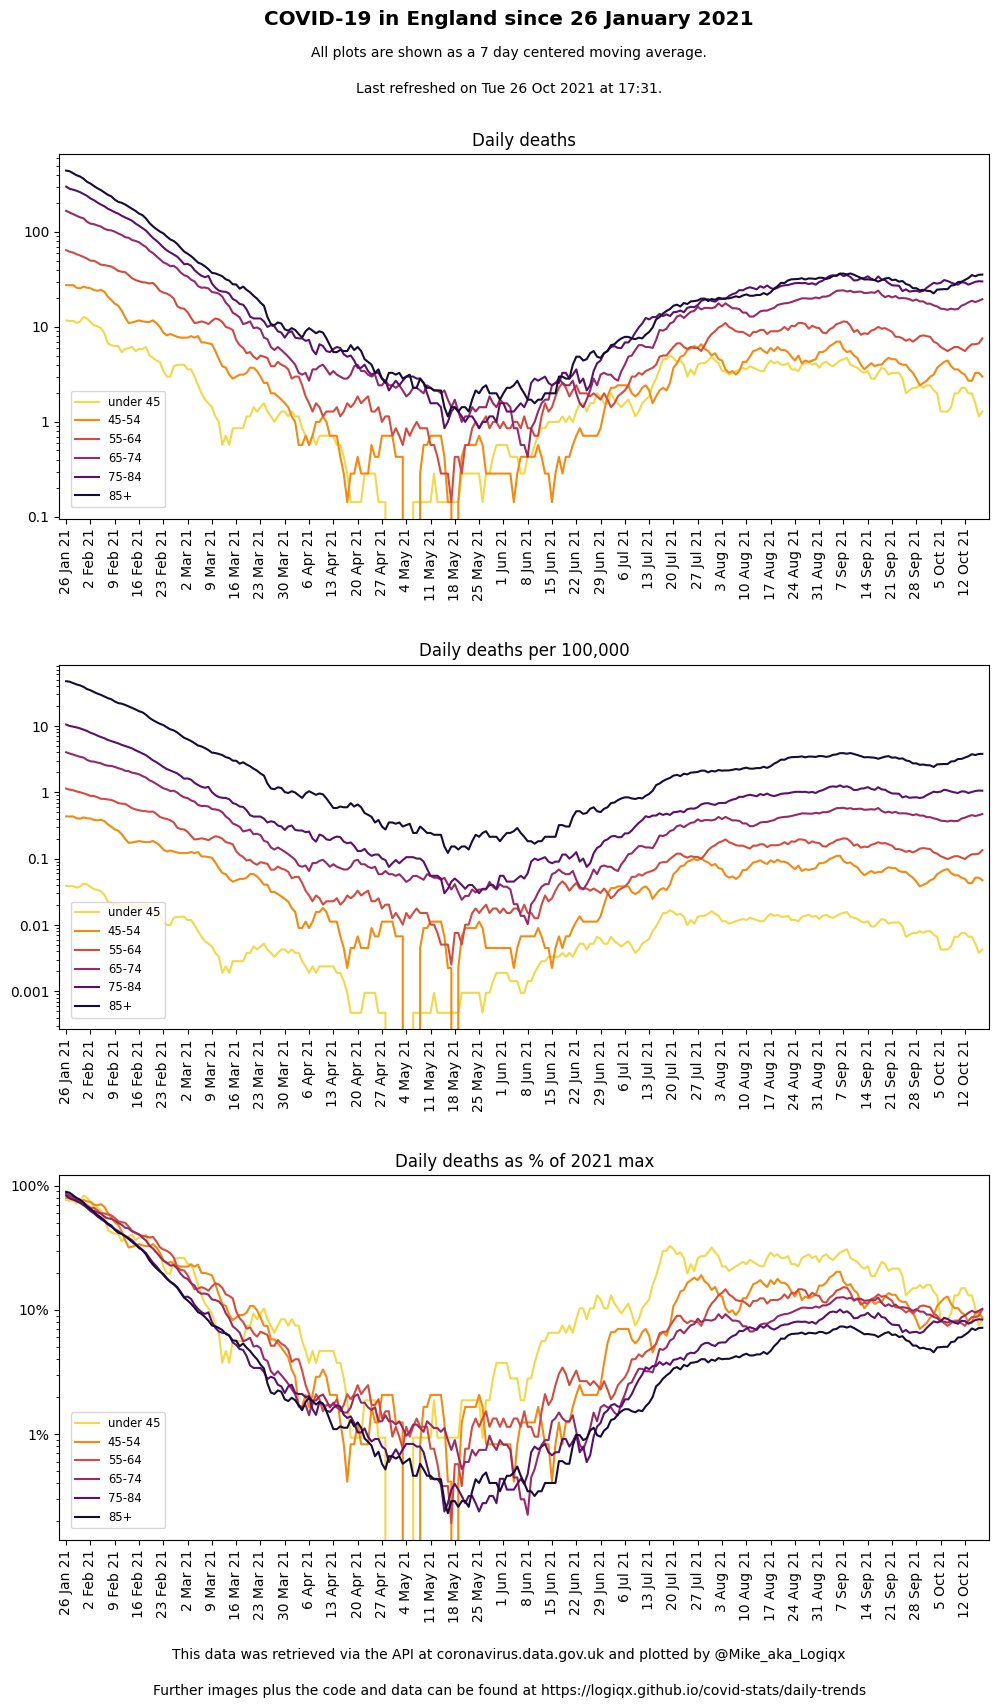 COVID-19 in England since 26 January 2021
All plots are shown as a 7 day centered moving average.
Last refreshed on Tue 26 Oct 2021 at 17:31.
Daily deaths
100
10
1
0.1
under 45
45-54
55-64
65-74
75-84
85+
26 Jan 21
2 Feb 21
9 Feb 21
16 Feb 21
23 Feb 21
2 Mar 21
9 Mar 21
16 Mar 21
23 Mar 21
30 Mar 21
6 Apr 21
13 Apr 21
20 Apr 21
27 Apr 21
4 May 21
11 May 21
18 May 21
25 May 21
1 Jun 21
8 Jun 21
15 Jun 21
22 Jun 21
29 Jun 21
6 Jul 21
13 Jul 21
20 Jul 21
27 Jul 21
3 Aug 21
10 Aug 21
17 Aug 21
24 Aug 21
31 Aug 21
7 Sep 21
14 Sep 21
21 Sep 21
28 Sep 21
5 Oct 21
12 Oct 21
Daily deaths per 100,000
10
1
0.1
0.01
0.001
under 45
45-54
55-64
65-74
75-84
85+
26 Jan 21
2 Feb 21
9 Feb 21
16 Feb 21
23 Feb 21
2 Mar 21
9 Mar 21
16 Mar 21
23 Mar 21
30 Mar 21
6 Apr 21
13 Apr 21
20 Apr 21
27 Apr 21
4 May 21
11 May 21
18 May 21
25 May 21
1 Jun 21
8 Jun 21
15 Jun 21
22 Jun 21
29 Jun 21
6 Jul 21
13 Jul 21
20 Jul 21
27 Jul 21
3 Aug 21
10 Aug 21
17 Aug 21
24 Aug 21
31 Aug 21
7 Sep 21
14 Sep 21
21 Sep 21
28 Sep 21
5 Oct 21
12 Oct 21
Daily deaths as % of 2021 max
100%
10%
1%
under 45
45-54
55-64
65-74
75-84
85+
26 Jan 21
2 Feb 21
9 Feb 21
16 Feb 21
23 Feb 21
2 Mar 21
9 Mar 21
16 Mar 21
23 Mar 21
30 Mar 21
6 Apr 21
13 Apr 21
20 Apr 21
27 Apr 21
4 May 21
11 May 21
18 May 21
25 May 21
1 Jun 21
8 Jun 21
15 Jun 21
22 Jun 21
29 Jun 21
6 Jul 21
13 Jul 21
20 Jul 21
27 Jul 21
3 Aug 21
10 Aug 21
17 Aug 21
24 Aug 21
31 Aug 21
7 Sep 21
14 Sep 21
21 Sep 21
28 Sep 21
5 Oct 21
12 Oct 21
This data was retrieved via the API at coronavirus.data.gov.uk and plotted by @Mike_aka_Logiqx
Further images plus the code and data can be found at https://logiqx.github.io/covid-stats/daily-trends